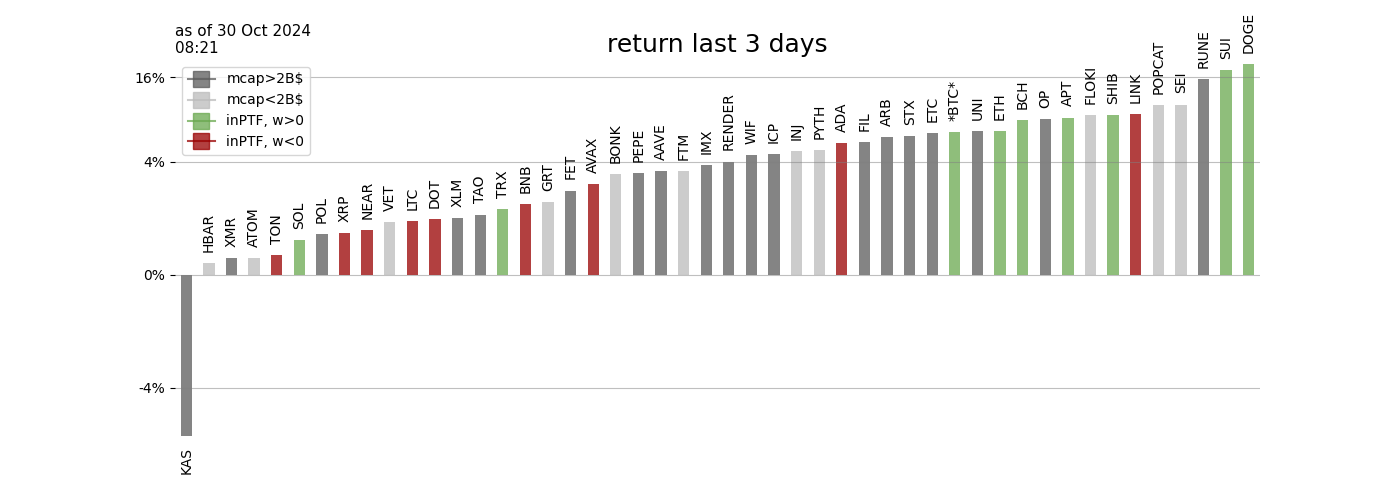 as of 30 Oct 2024
08:21
return last 3 days
mcap>2B$
mcap<2B$
inPTF, w>0
inPTF, w<0
16%
4%
0%
-4%
KAS
HBAR
XMR
ATOM
TON
SOL
POL
XRP
NEAR
VET
LTC
DOT
XLM
TAO
TRX
BNB
GRT
FET
AVAX
BONK
PEPE
AAVE
FTM
IMX
RENDER
WIF
ICP
INJ
PYTH
ADA
FIL
ARB
STX
ETC
*BTC*
UNI
ETH
BCH
OP
APT
FLOKI
SHIB
LINK
POPCAT
SEI
RUNE
SUI
DOGE